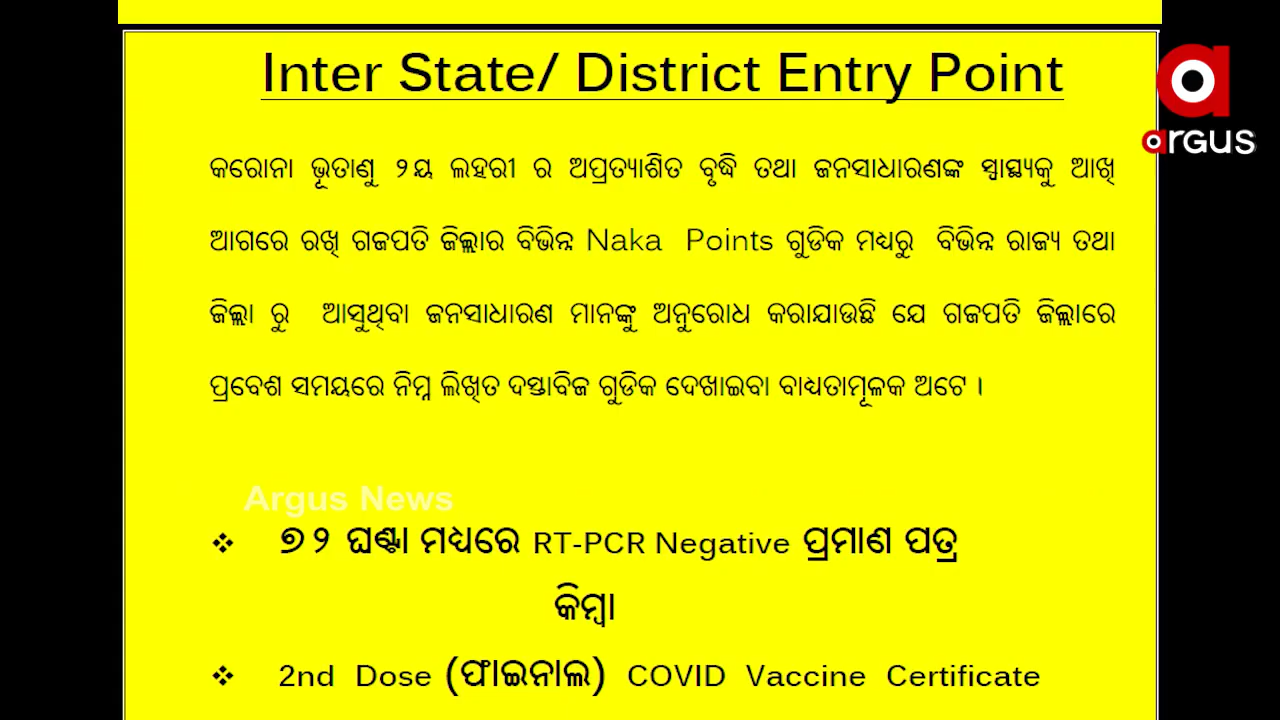 Inter State/ District Entry Point
argus
କରୋନା ଭୂତାଣୁ ୨ୟ ଲହରୀ ର ଅପ୍ରତ୍ୟାଶିତ ବୃଦ୍ଧି ତଥା ଜନସାଧାରଣଙ୍କ ସ୍ୱାସ୍ଥ୍ୟକୁ ଆଖି
ଆଗରେ ରଖି ଗଜପତି ଜିଲ୍ଲାର ବିଭିନ୍ନ Naka Points ଗୁଡିକ ମଧ୍ୟରୁ ବିଭିନ୍ନ ରାଜ୍ୟ ତଥା
ଜିଲ୍ଲା ରୁ ଆସୁଥିବା ଜନସାଧାରଣ ମାନଙ୍କୁ ଅନୁରୋଧ କରାଯାଉଛି ଯେ ଗଜପତି ଜିଲ୍ଲାରେ
ପ୍ରବେଶ ସମୟରେ ନିମ୍ନ ଲିଖିତ ଦସ୍ତାବିଜ ଗୁଡିକ ଦେଖାଇବା ବାଧ୍ୟତାମୂଳକ ଅଟେ ।
Argus News
❖ ୭୨ ଘଣ୍ଟା ମଧ୍ୟରେ RT-PCR Negative ପ୍ରମାଣ ପତ୍ର
କିମ୍ବା
❖ 2nd Dose (ଫାଇନାଲ) COVID Vaccine Certificate